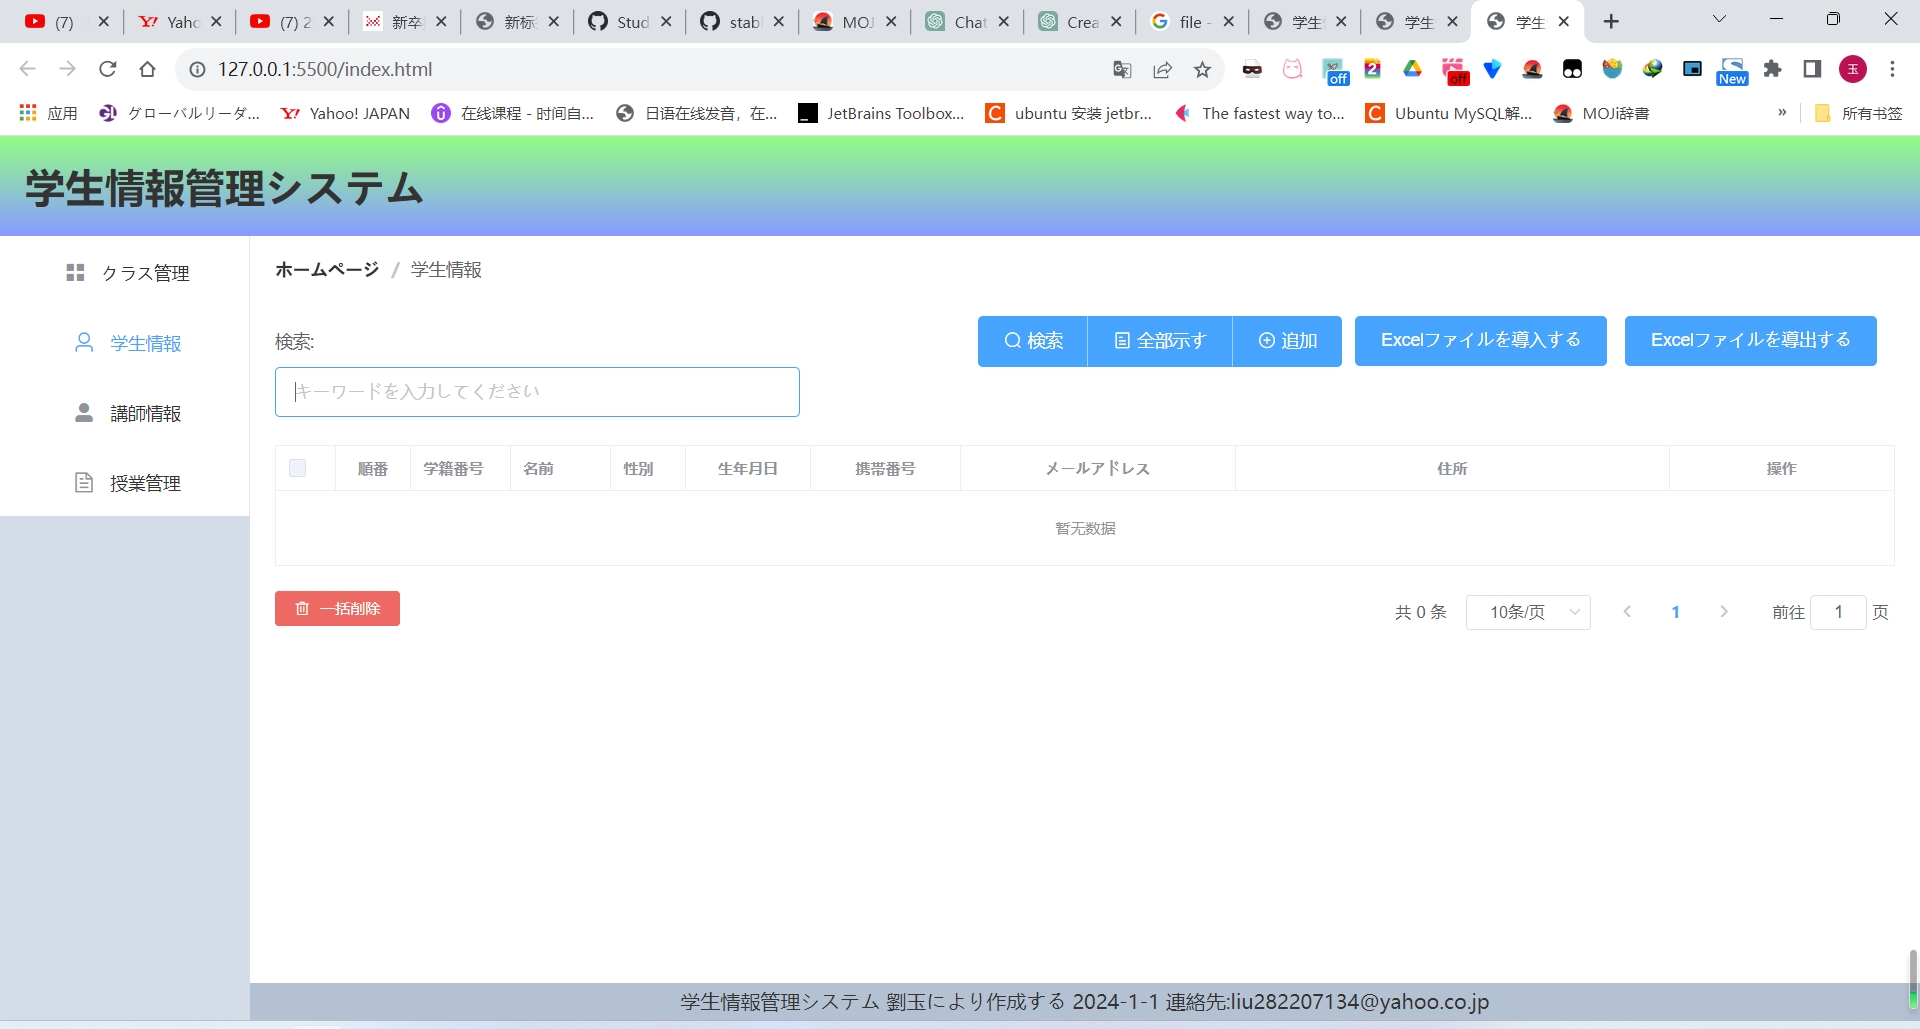 (7)
Yaho
(7) 2
新卒
新标
Stud
stabl
MOJ
Chat
Crea
file -
学生
学生
学生
127.0.0.1:5500/index.html
off
2
off
New
玉
应用
グローバルリーダ...
Yahoo! JAPAN
在线课程 - 时间自...
日语在线发音，在...
JetBrains Toolbox...
ubuntu 安装 jetbr...
The fastest way to...
Ubuntu MySQL解...
MOJi辞書
»
所有书签
学生情報管理システム
クラス管理
学生情報
講師情報
授業管理
ホームページ / 学生情報
検索:
キーワードを入力してください
検索
全部示す
追加
Excelファイルを導入する
Excelファイルを導出する
順番 学籍番号 名前 性別 生年月日 携帯番号 メールアドレス 住所 操作
暂无数据
一括削除
共 0 条
10条/页
1
前往 1 页
学生情報管理システム 劉玉により作成する 2024-1-1 連絡先:liu282207134@yahoo.co.jp